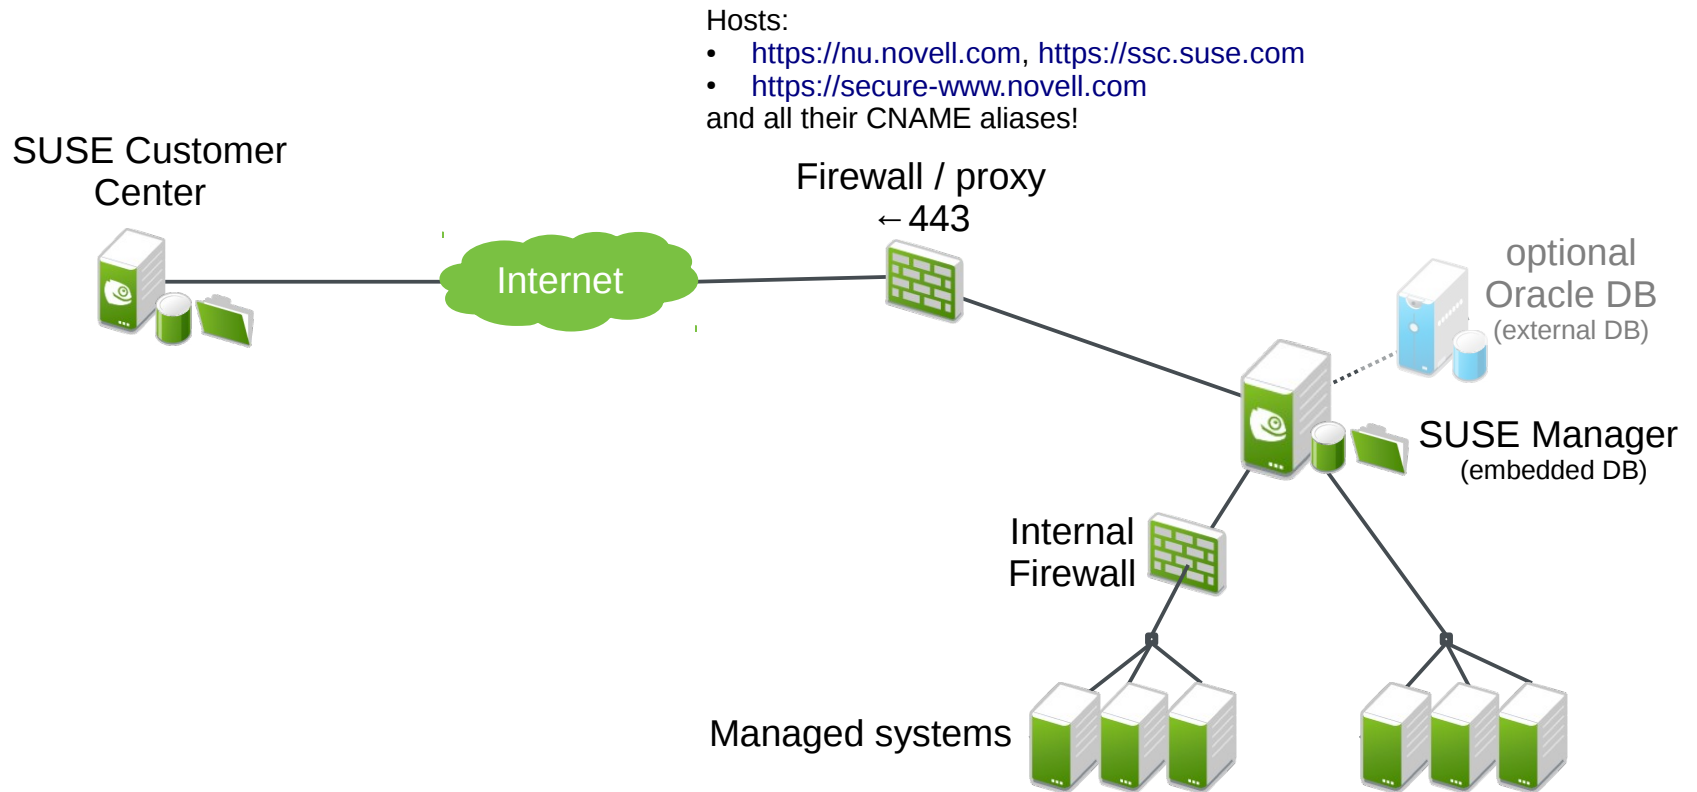 Hosts:
• https://nu.novell.com, https://ssc.suse.com
• https://secure-www.novell.com
and all their CNAME aliases!
SUSE Customer
Center
Firewall / proxy
←443
Internet
optional
Oracle DB
(external DB)
SUSE Manager
(embedded DB)
Internal
Firewall
Managed systems